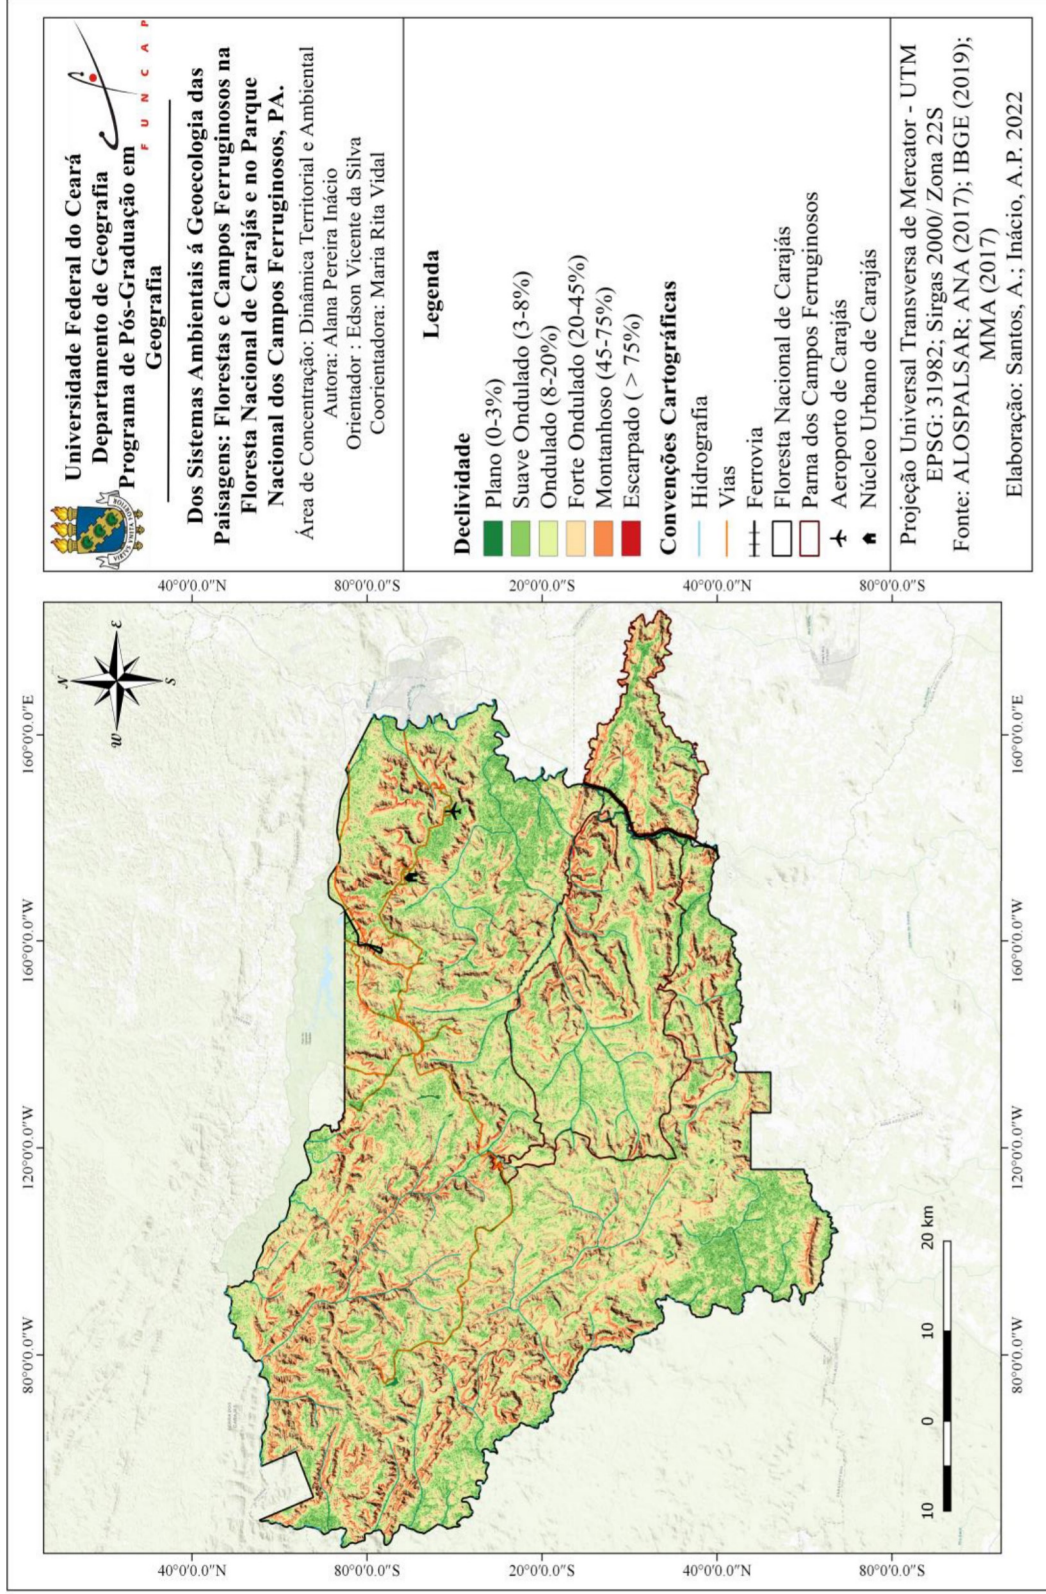 Universidade Federal do Ceará
Departamento de Geografia
Programa de Pós-Graduação em
Geografia
FUNCAP
VIRTUS UNITA FORTIOR
Dos Sistemas Ambientais á Geoecologia das
Paisagens: Florestas e Campos Ferruginosos na
Floresta Nacional de Carajás e no Parque
Nacional dos Campos Ferruginosos, PA.
Área de Concentração: Dinâmica Territorial e Ambiental
Autora: Alana Pereira Inácio
Orientador : Edson Vicente da Silva
Coorientadora: Maria Rita Vidal
Legenda
Declividade
Plano (0-3%)
Suave Ondulado (3-8%)
Ondulado (8-20%)
Forte Ondulado (20-45%)
Montanhoso (45-75%)
Escarpado ( > 75%)
Convenções Cartográficas
Hidrografia
Vias
Ferrovia
Floresta Nacional de Carajás
Parna dos Campos Ferruginosos
Aeroporto de Carajás
Núcleo Urbano de Carajás
Projeção Universal Transversa de Mercator - UTM
EPSG: 31982; Sirgas 2000/ Zona 22S
Fonte: ALOSPALSAR; ANA (2017); IBGE (2019);
MMA (2017)
Elaboração: Santos, A.; Inácio, A.P. 2022
80°0'0.0"W 120°0'0.0"W 160°0'0.0"W 160°0'0.0"E
40°0'0.0"N 40°0'0.0"N
80°0'0.0"N 80°0'0.0"N
20°0'0.0"S 20°0'0.0"S
40°0'0.0"S 40°0'0.0"S
80°0'0.0"S 80°0'0.0"S
N
W E
S
10 0 10 20 km
80°0'0.0"W 120°0'0.0"W 160°0'0.0"W 160°0'0.0"E